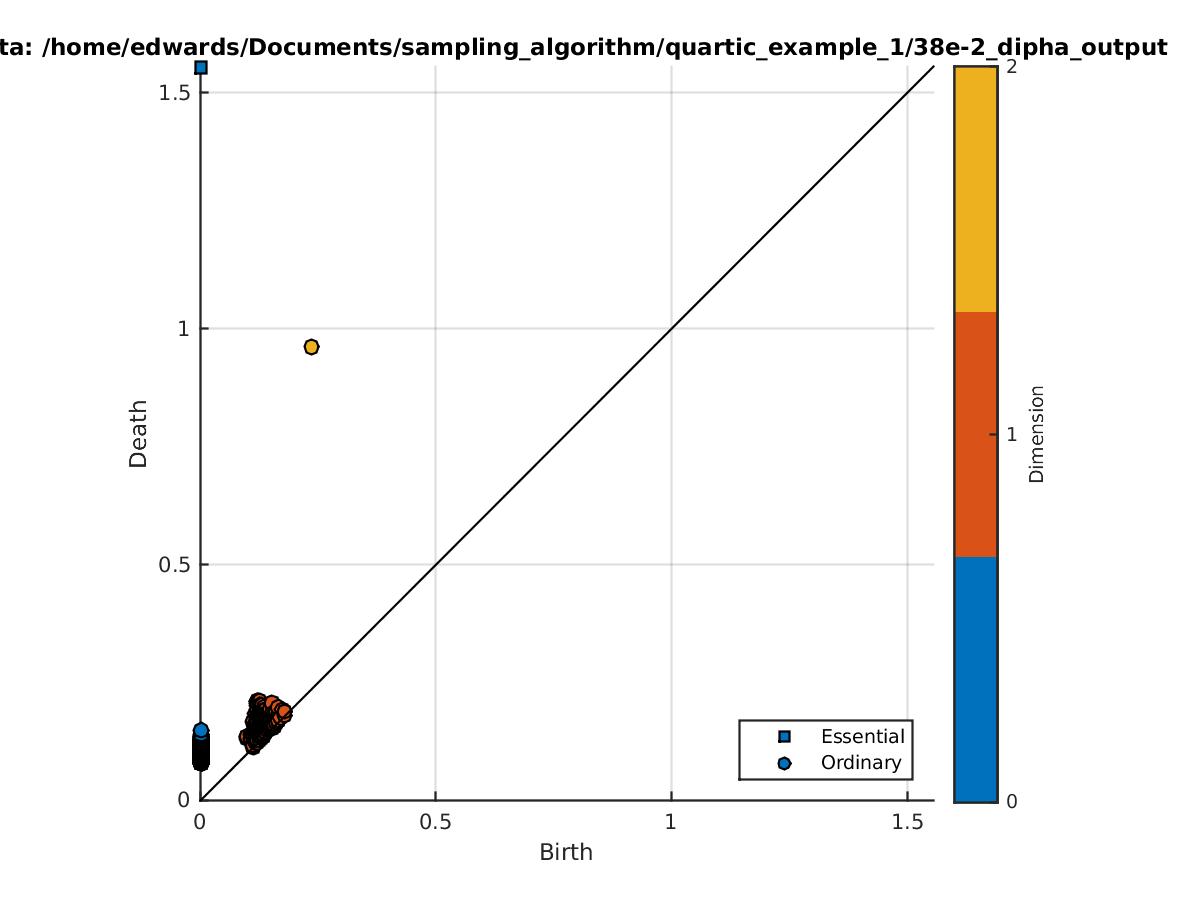 ta: /home/edwards/Documents/sampling_algorithm/quartic_example_1/38e-2_dipha_output
1.5
1
0.5
0
Death
0
0.5
1
1.5
Birth
Essential
Ordinary
2
1
0
Dimension